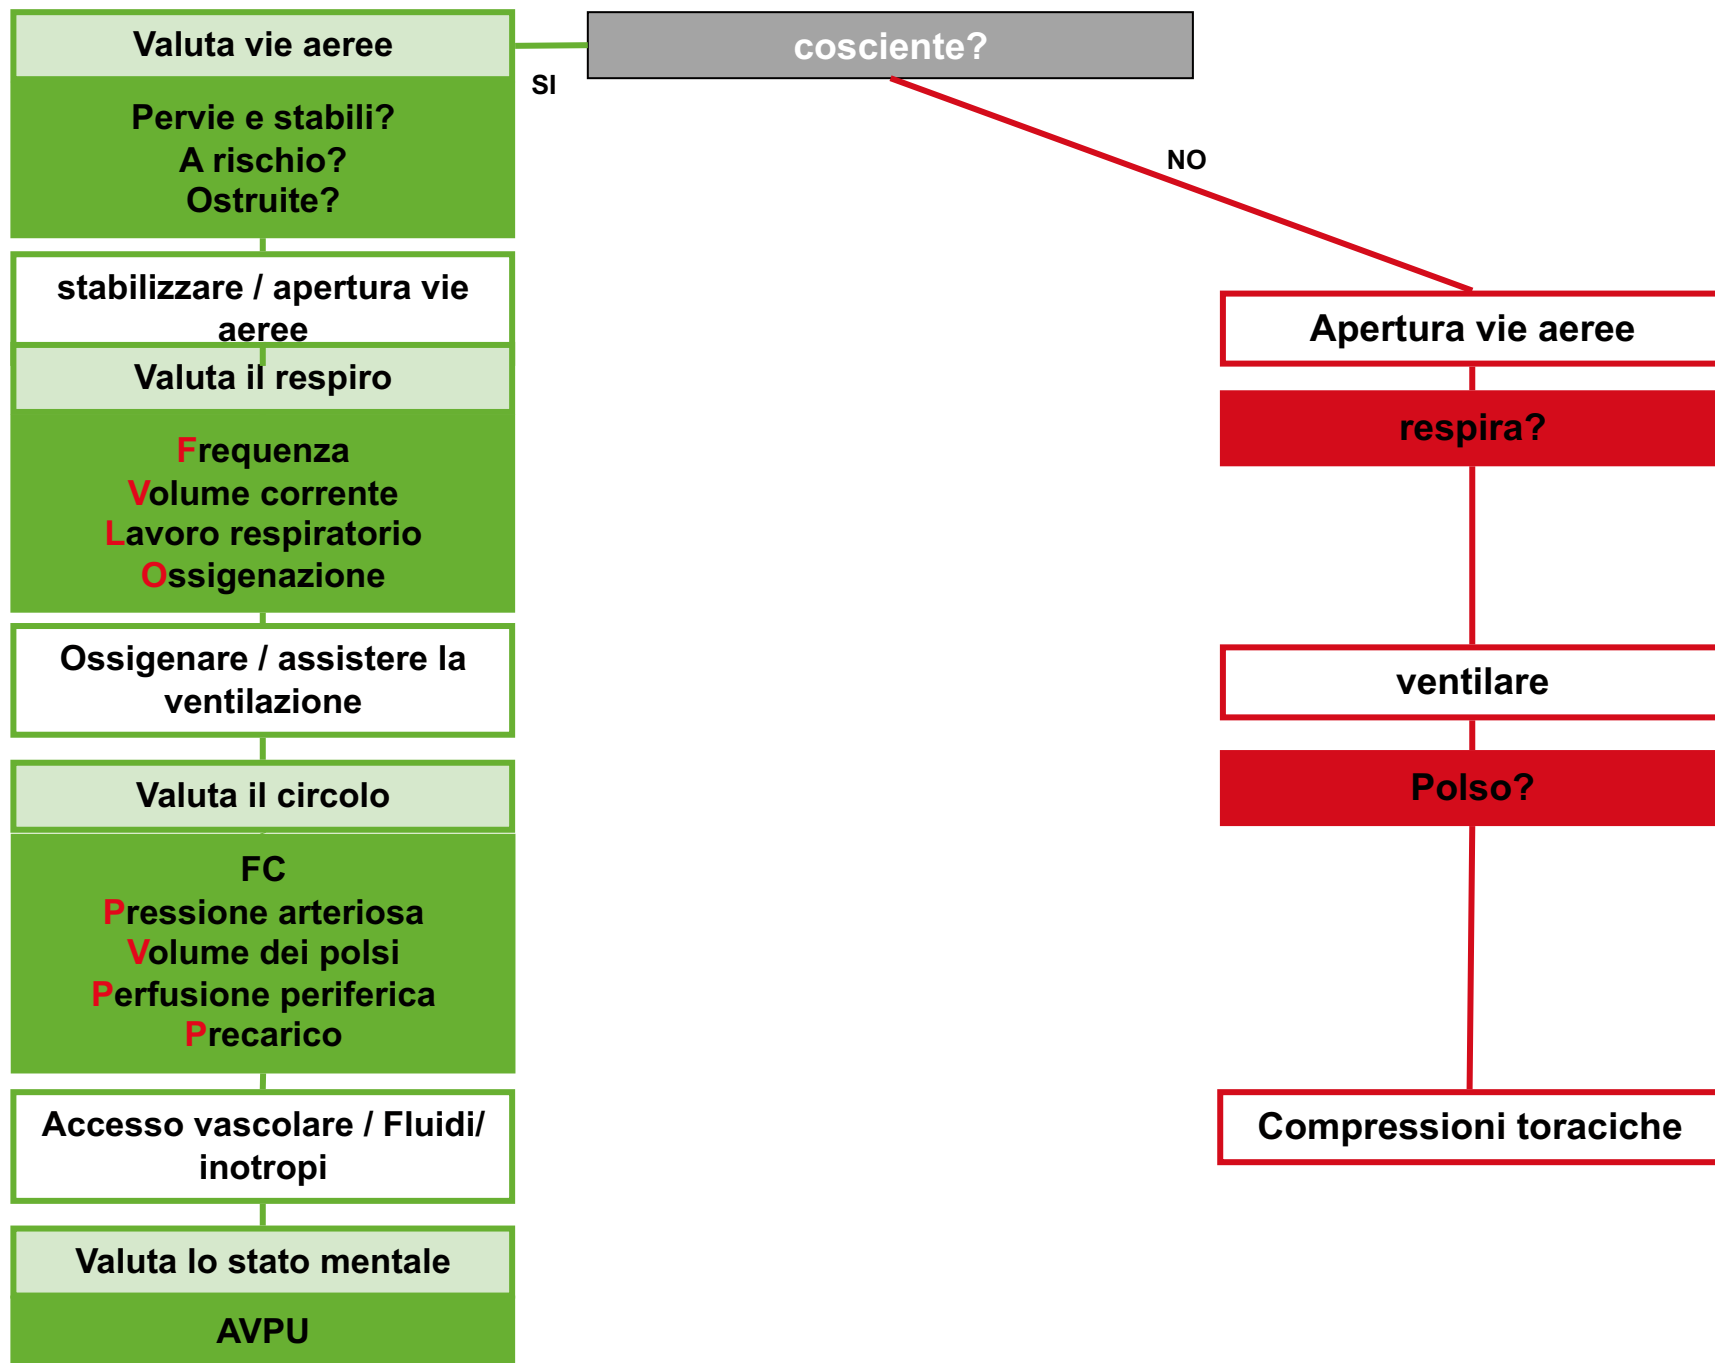 cosciente?
SI
NO
Valuta vie aeree
Pervie e stabili?
A rischio?
Ostruite?
stabilizzare / apertura vie
aeree
Valuta il respiro
Frequenza
Volume corrente
Lavoro respiratorio
Ossigenazione
Ossigenare / assistere la
ventilazione
Valuta il circolo
FC
Pressione arteriosa
Volume dei polsi
Perfusione periferica
Precarico
Accesso vascolare / Fluidi/
inotropi
Valuta lo stato mentale
AVPU
Apertura vie aeree
respira?
ventilare
Polso?
Compressioni toraciche